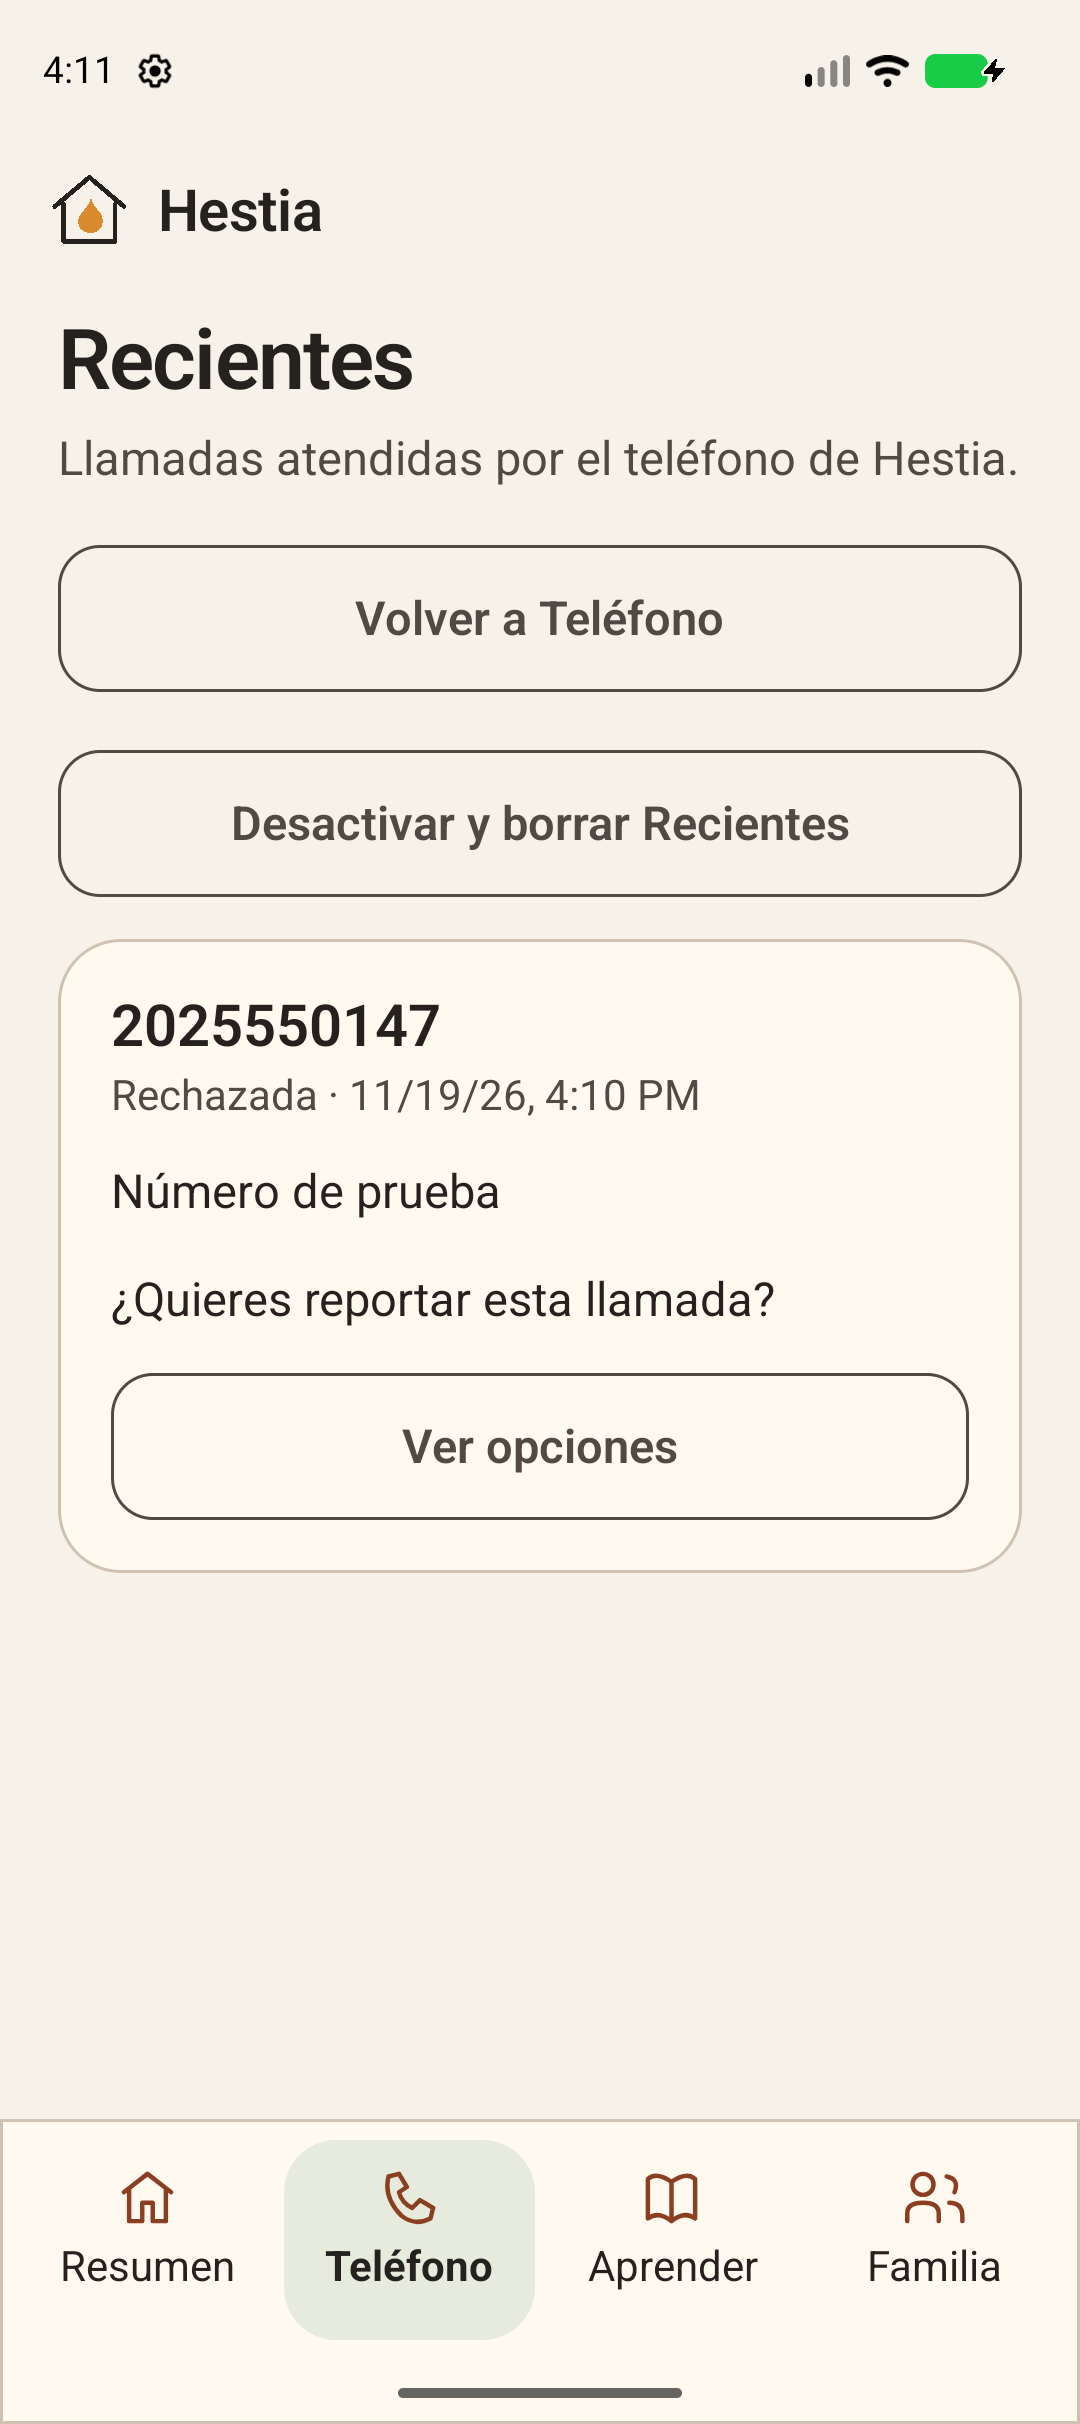 4:11
Hestia
Recientes
Llamadas atendidas por el teléfono de Hestia.
Volver a Teléfono
Desactivar y borrar Recientes
2025550147
Rechazada · 11/19/26, 4:10 PM
Número de prueba
¿Quieres reportar esta llamada?
Ver opciones
Resumen
Teléfono
Aprender
Familia